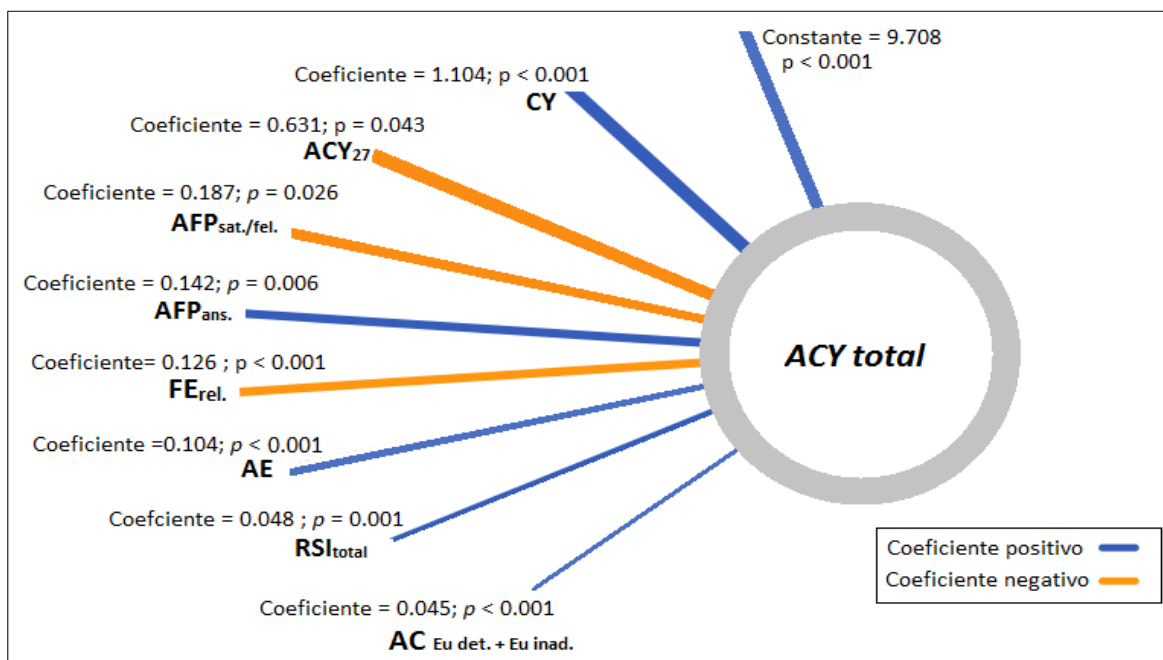 Constante = 9.708
p < 0.001
Coeficiente = 1.104; p < 0.001
CY
Coeficiente = 0.631; p = 0.043
ACY27
Coeficiente = 0.187; p = 0.026
AFPsat./fel.
Coeficiente = 0.142; p = 0.006
AFPans.
Coeficiente= 0.126 ; p < 0.001
FErel.
Coeficiente =0.104; p < 0.001
AE
Coefciente = 0.048 ; p = 0.001
RSItotal
Coeficiente = 0.045; p < 0.001
AC Eu det. + Eu inad.
ACY total
Coeficiente positivo
Coeficiente negativo